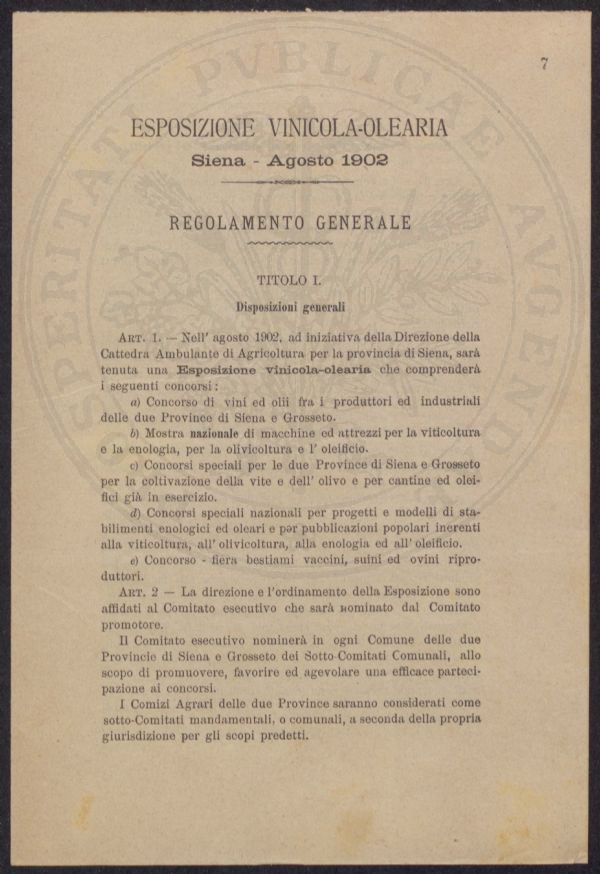 7
ESPOSIZIONE VINICOLA-OLEARIA
Siena - Agosto 1902
REGOLAMENTO GENERALE
TITOLO I.
Disposizioni generali
ART. 1. — Nell' agosto 1902, ad iniziativa della Direzione della
Cattedra Ambulante di Agricoltura per la provincia di Siena, sarà
tenuta una Esposizione vinicola-olearia che comprenderà
i seguenti concorsi:
a) Concorso di vini ed olii fra i produttori ed industriali
delle due Province di Siena e Grosseto.
b) Mostra nazionale di macchine ed attrezzi per la viticoltura
e la enologia, per la olivicoltura e l' oleificio.
c) Concorsi speciali per le due Province di Siena e Grosseto
per la coltivazione della vite e dell' olivo e per cantine ed olei-
fici già in esercizio.
d) Concorsi speciali nazionali per progetti e modelli di sta-
bilimenti enologici ed oleari e per pubblicazioni popolari inerenti
alla viticoltura, all' olivicoltura, alla enologia ed all' oleificio.
e) Concorso - fiera bestiami vaccini, suini ed ovini ripro-
duttori.
ART. 2 — La direzione e l'ordinamento della Esposizione sono
affidati al Comitato esecutivo che sarà nominato dal Comitato
promotore.
Il Comitato esecutivo nominerà in ogni Comune delle due
Provincie di Siena e Grosseto dei Sotto-Comitati Comunali, allo
scopo di promuovere, favorire ed agevolare una efficace parteci-
pazione ai concorsi.
I Comizi Agrari delle due Province saranno considerati come
sotto-Comitati mandamentali, o comunali, a seconda della propria
giurisdizione per gli scopi predetti.
PROSPERITATI PVBLICAE AVGENDAE